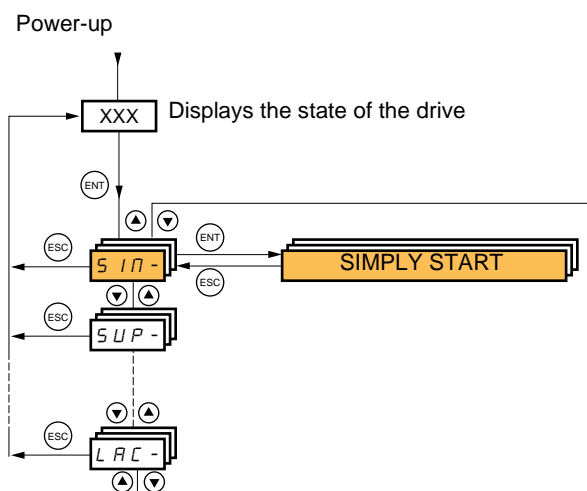 Power-up
XXX
Displays the state of the drive
ENT
ESC
SIM-
ENT
SIMPLY START
ESC
ESC
SUP-
ESC
LAC-